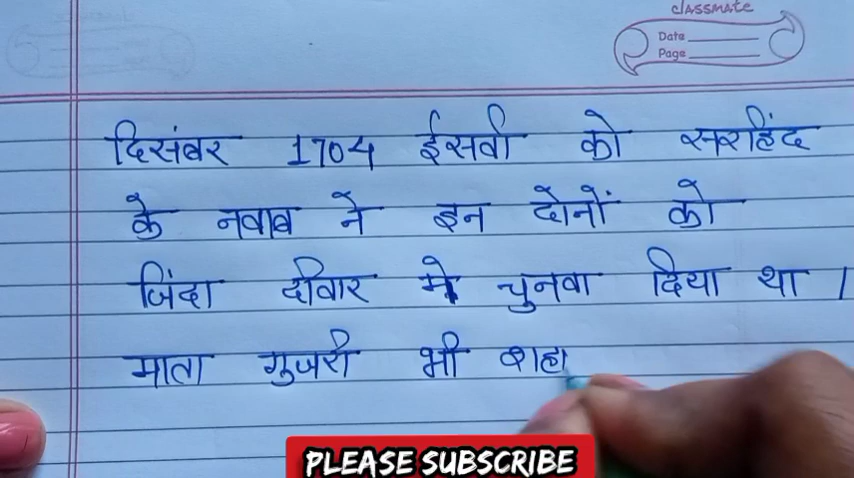 classmate
Date
Page
दिसंबर 1704 ईसवी को सरहिंद
के नवाब ने इन दोनों को
जिंदा दीवार मे चुनवा दिया था ।
माता गुजरी भी शहा
PLEASE SUBSCRIBE